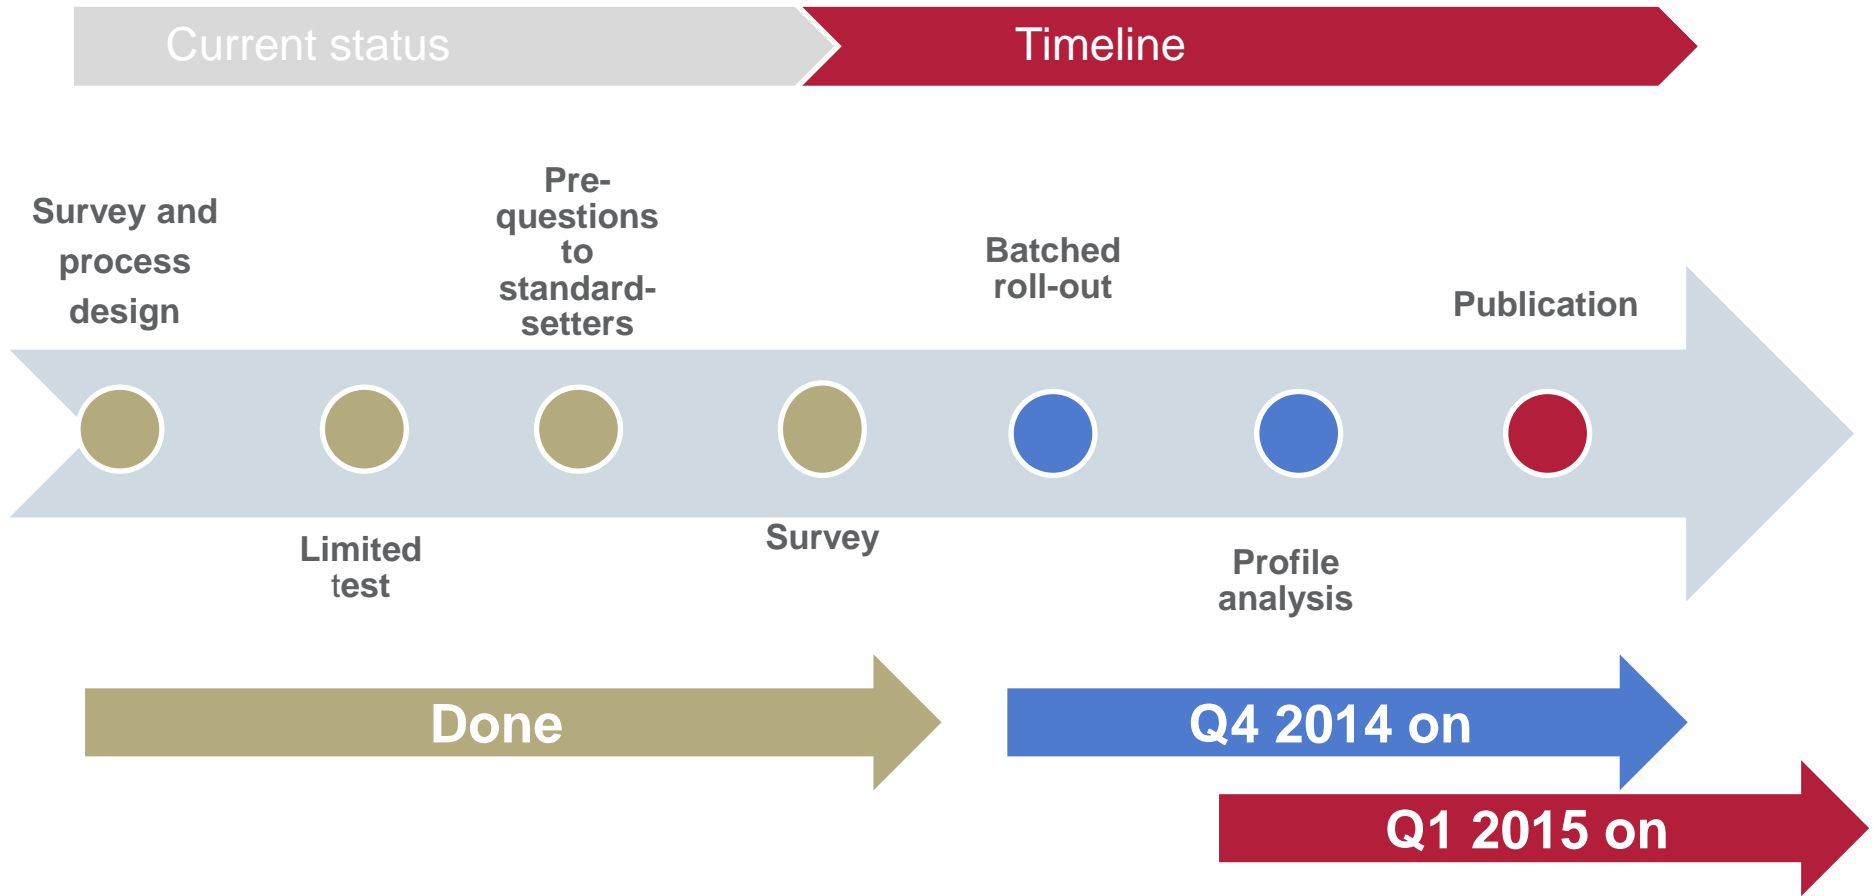 Current status
Timeline
Survey and
process
design
Limited
test
Pre-
questions
to
standard-
setters
Survey
Batched
roll-out
Profile
analysis
Publication
Done
Q4 2014 on
Q1 2015 on